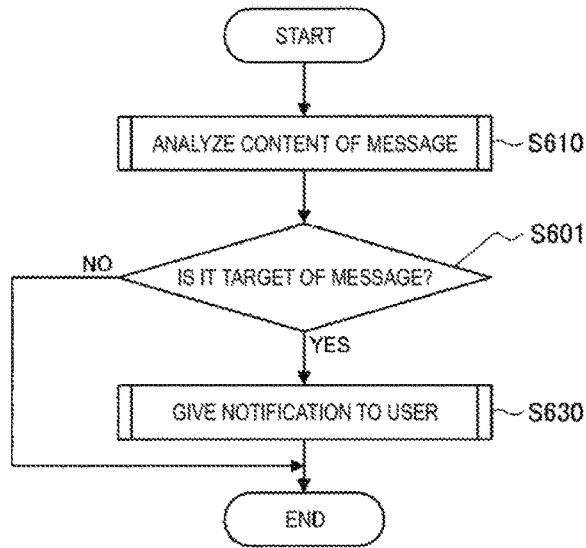 START
ANALYZE CONTENT OF MESSAGE
S610
S601
NO
IS IT TARGET OF MESSAGE?
YES
GIVE NOTIFICATION TO USER
S630
END